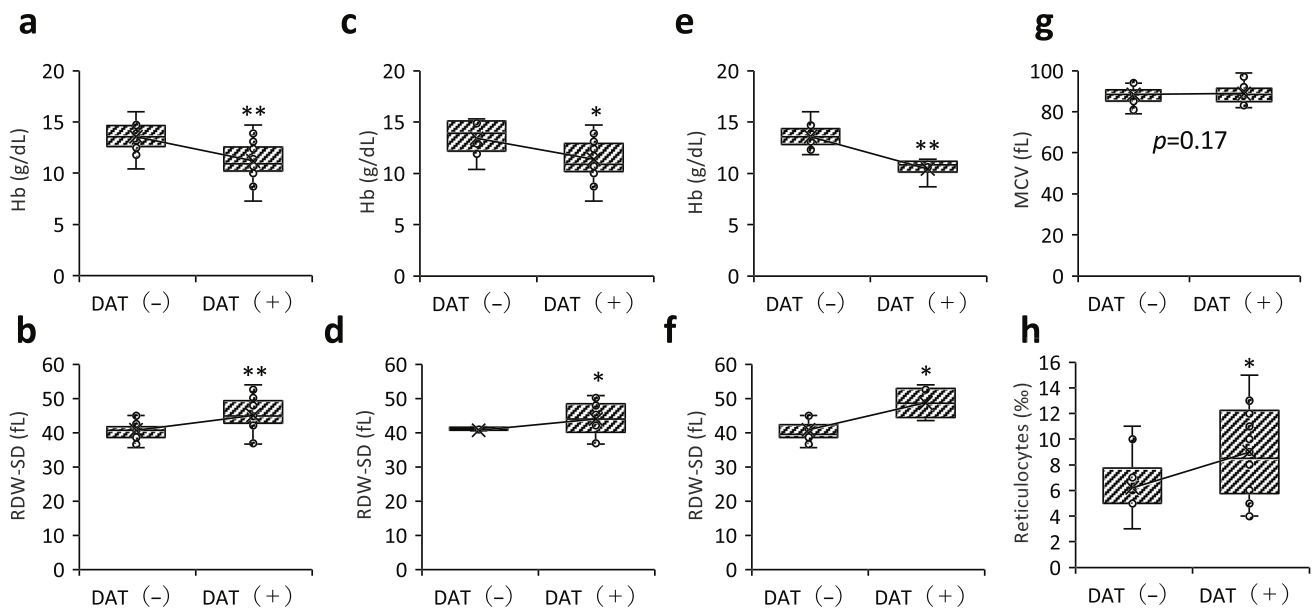 a
Hb (g/dL)
20
15
10
5
0
**
DAT （−） DAT （+）
c
Hb (g/dL)
20
15
10
5
0
*
DAT （−） DAT （+）
e
Hb (g/dL)
20
15
10
5
0
**
DAT （−） DAT （+）
g
MCV (fL)
100
80
60
40
20
0
p=0.17
DAT （−） DAT （+）
b
RDW-SD (fL)
60
50
40
30
20
10
0
**
DAT （−） DAT （+）
d
RDW-SD (fL)
60
50
40
30
20
10
0
*
DAT （−） DAT （+）
f
RDW-SD (fL)
60
50
40
30
20
10
0
*
DAT （−） DAT （+）
h
Reticulocytes (‰)
16
14
12
10
8
6
4
2
0
*
DAT （−） DAT （+）